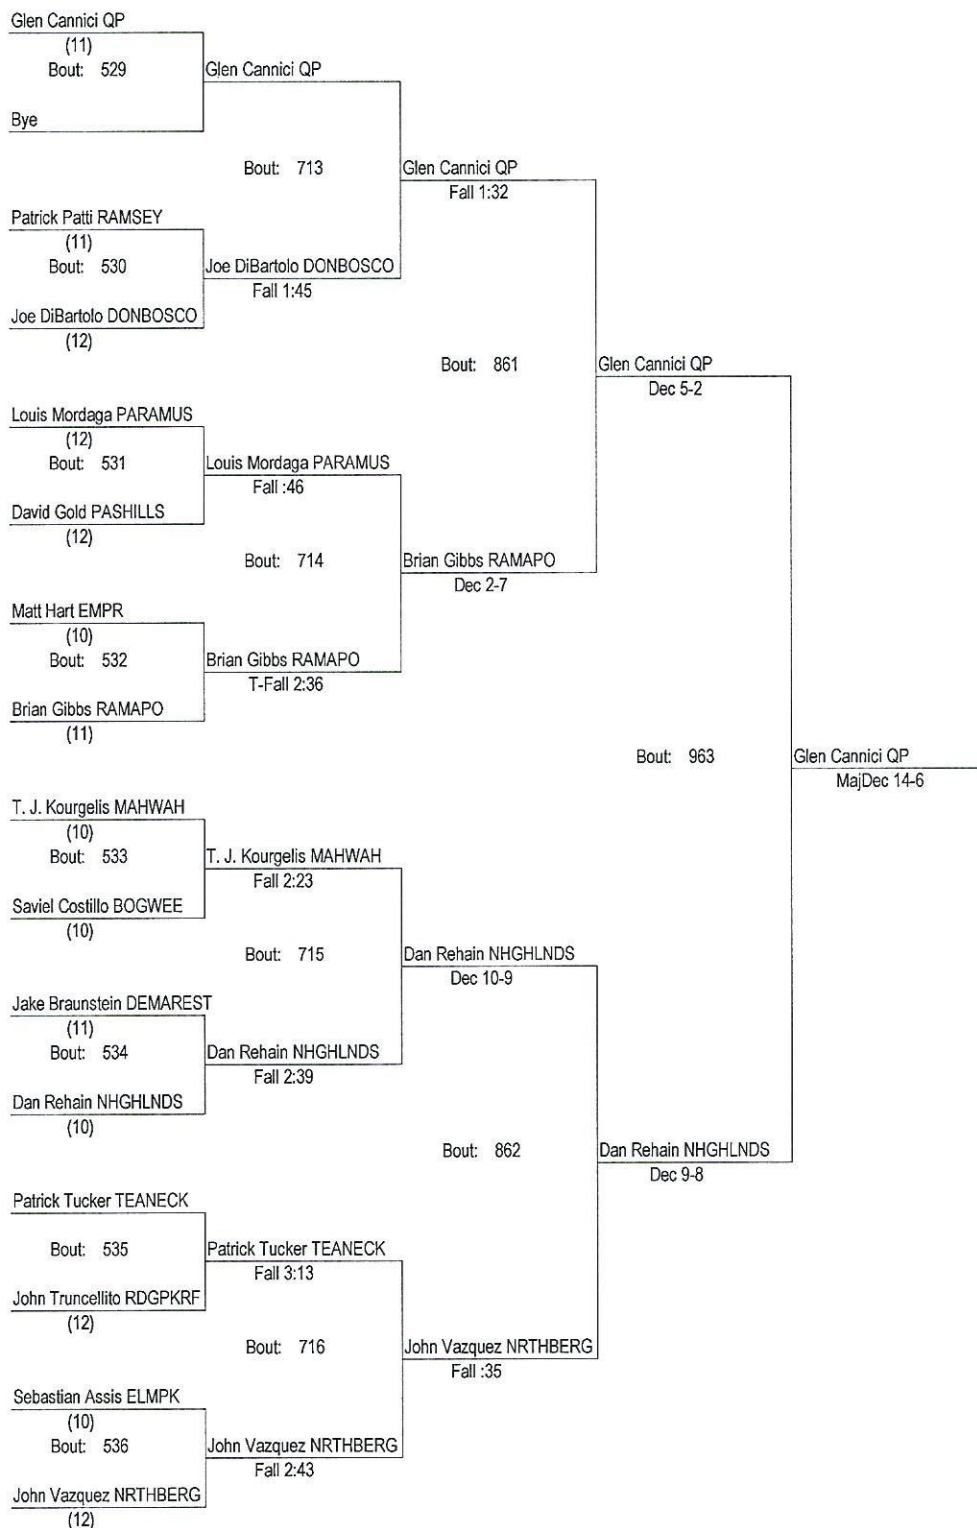 Glen Cannici QP
(11)
Bout: 529
Glen Cannici QP
Bye
Bout: 713
Glen Cannici QP
Fall 1:32
Patrick Patti RAMSEY
(11)
Bout: 530
Joe DiBartolo DONBOSCO
Fall 1:45
Joe DiBartolo DONBOSCO
(12)
Bout: 861
Glen Cannici QP
Dec 5-2
Louis Mordaga PARAMUS
(12)
Bout: 531
Louis Mordaga PARAMUS
Fall :46
David Gold PASHILLS
(12)
Bout: 714
Brian Gibbs RAMAPO
Dec 2-7
Matt Hart EMPR
(10)
Bout: 532
Brian Gibbs RAMAPO
T-Fall 2:36
Brian Gibbs RAMAPO
(11)
Bout: 963
Glen Cannici QP
MajDec 14-6
T. J. Kourgelis MAHWAH
(10)
Bout: 533
T. J. Kourgelis MAHWAH
Fall 2:23
Saviel Costillo BOGWEE
(10)
Bout: 715
Dan Rehain NHGHLNDS
Dec 10-9
Jake Braunstein DEMAREST
(11)
Bout: 534
Dan Rehain NHGHLNDS
Fall 2:39
Dan Rehain NHGHLNDS
(10)
Bout: 862
Dan Rehain NHGHLNDS
Dec 9-8
Patrick Tucker TEANECK
Bout: 535
Patrick Tucker TEANECK
Fall 3:13
John Truncellito RDGPKRF
(12)
Bout: 716
John Vazquez NRTHBERG
Fall :35
Sebastian Assis ELMPK
(10)
Bout: 536
John Vazquez NRTHBERG
Fall 2:43
John Vazquez NRTHBERG
(12)